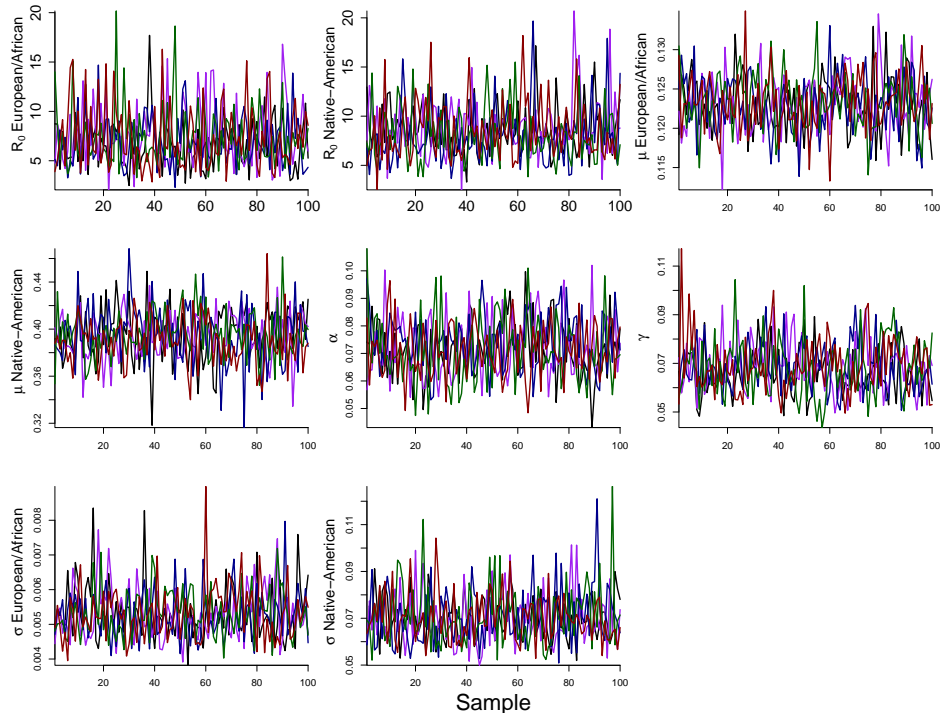 R₀ European/African
5 10 15 20
20 40 60 80 100
R₀ Native−American
5 10 15 20
20 40 60 80 100
μ European/African
0.115 0.120 0.125 0.130
20 40 60 80 100
μ Native−American
0.32 0.36 0.40 0.44
20 40 60 80 100
α
0.05 0.06 0.07 0.08 0.09 0.10
20 40 60 80 100
γ
0.05 0.07 0.09 0.11
20 40 60 80 100
σ European/African
0.004 0.005 0.006 0.008
20 40 60 80 100
σ Native−American
0.05 0.07 0.09 0.11
20 40 60 80 100
Sample